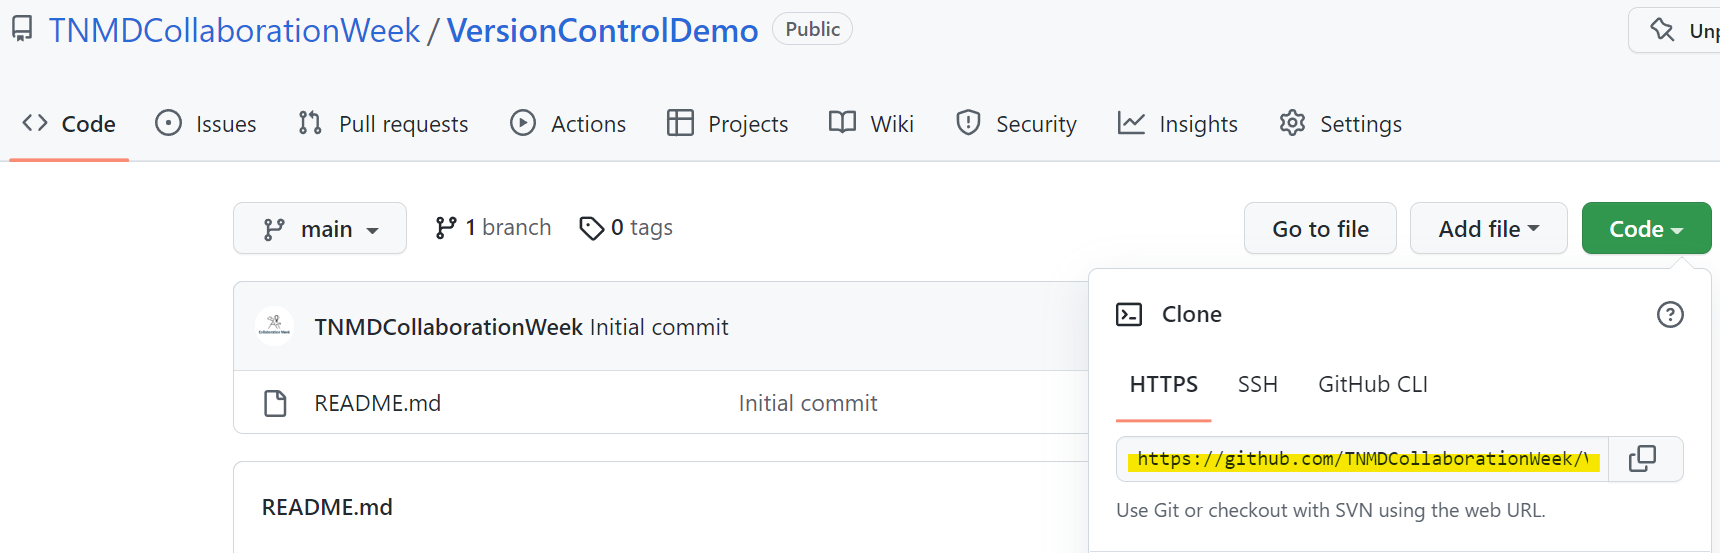 TNMDCollaborationWeek / VersionControlDemo Public
Unp
Code Issues Pull requests Actions Projects Wiki Security Insights Settings
main 1 branch 0 tags Go to file Add file Code
TNMDCollaborationWeek Initial commit
README.md Initial commit
README.md
Clone
HTTPS SSH GitHub CLI
https://github.com/TNMDCollaborationWeek/
Use Git or checkout with SVN using the web URL.